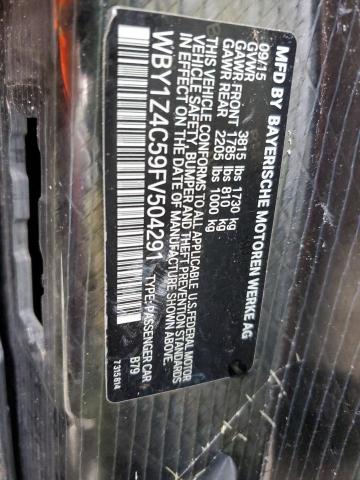 MFD BY BAYERISCHE MOTOREN WERKE AG
09/15
GVWR 3815 lbs 1730 kg
GAWR FRONT 1785 lbs 810 kg
GAWR REAR 2205 lbs 1000 kg
THIS VEHICLE CONFORMS TO ALL APPLICABLE U.S. FEDERAL MOTOR
VEHICLE SAFETY, BUMPER, AND THEFT PREVENTION STANDARDS
IN EFFECT ON THE DATE OF MANUFACTURE SHOWN ABOVE.
WBY1Z4C59FV504291 TYPE: PASSENGER CAR
B79
7315614